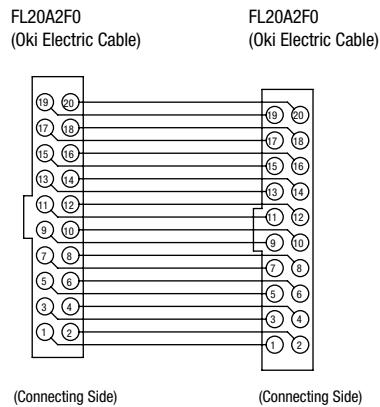 FL20A2F0 FL20A2F0
(Oki Electric Cable) (Oki Electric Cable)
19 20 19 20
17 18 17 18
15 16 15 16
13 14 13 14
11 12 11 12
9 10 9 10
7 8 7 8
5 6 5 6
3 4 3 4
1 2 1 2
(Connecting Side) (Connecting Side)